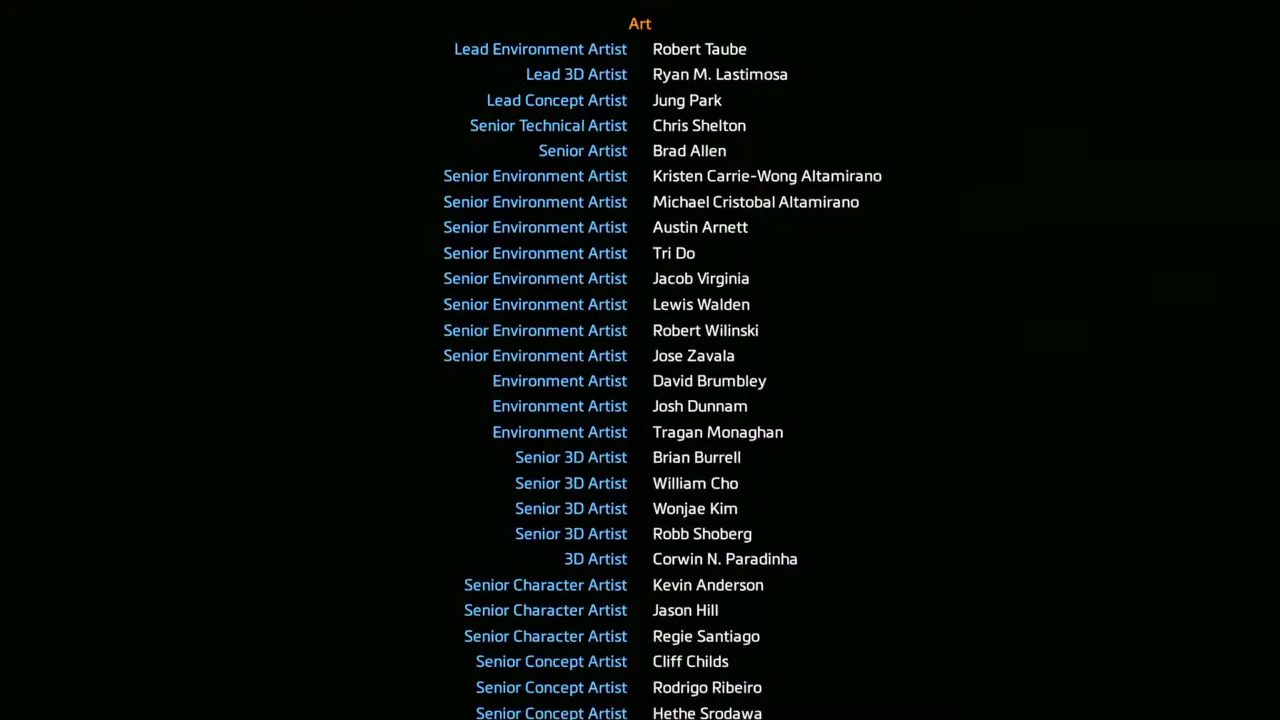 Art
Lead Environment Artist Robert Taube
Lead 3D Artist Ryan M. Lastimosa
Lead Concept Artist Jung Park
Senior Technical Artist Chris Shelton
Senior Artist Brad Allen
Senior Environment Artist Kristen Carrie-Wong Altamirano
Senior Environment Artist Michael Cristobal Altamirano
Senior Environment Artist Austin Arnett
Senior Environment Artist Tri Do
Senior Environment Artist Jacob Virginia
Senior Environment Artist Lewis Walden
Senior Environment Artist Robert Wilinski
Senior Environment Artist Jose Zavala
Environment Artist David Brumbley
Environment Artist Josh Dunnam
Environment Artist Tragan Monaghan
Senior 3D Artist Brian Burrell
Senior 3D Artist William Cho
Senior 3D Artist Wonjae Kim
Senior 3D Artist Robb Shoberg
3D Artist Corwin N. Paradinha
Senior Character Artist Kevin Anderson
Senior Character Artist Jason Hill
Senior Character Artist Regie Santiago
Senior Concept Artist Cliff Childs
Senior Concept Artist Rodrigo Ribeiro
Senior Concept Artist Hethe Srodawa